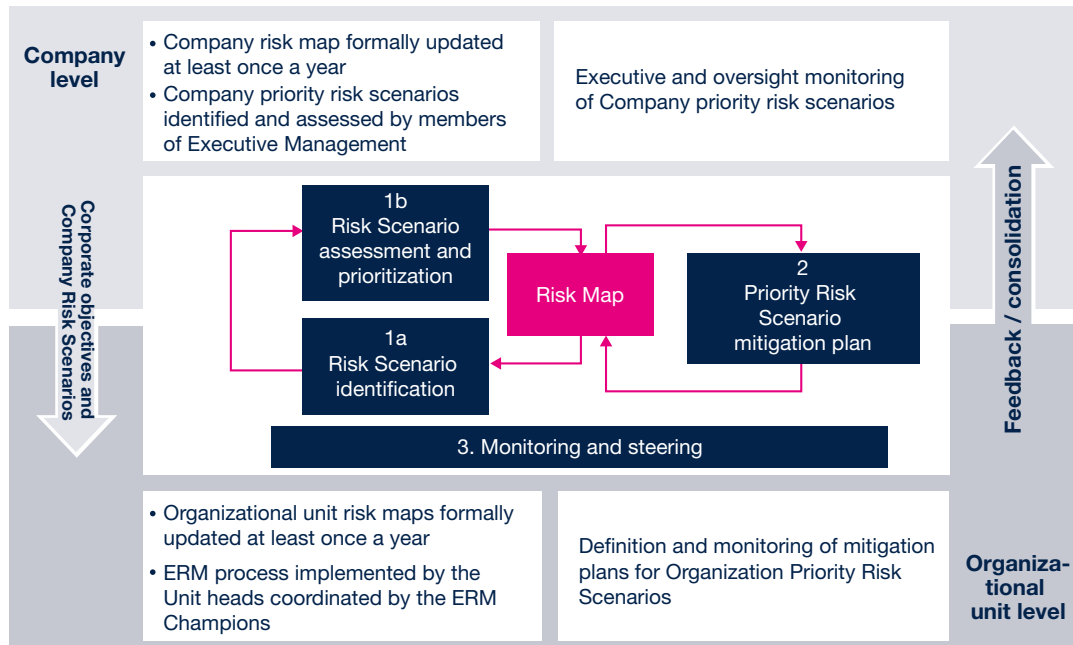 Company
level
• Company risk map formally updated
at least once a year
• Company priority risk scenarios
identified and assessed by members
of Executive Management
Executive and oversight monitoring
of Company priority risk scenarios
Corporate objectives and
Company Risk Scenarios
1b
Risk Scenario
assessment and
prioritization
Risk Map
2
Priority Risk
Scenario
mitigation plan
1a
Risk Scenario
identification
3. Monitoring and steering
Feedback / consolidation
• Organizational unit risk maps formally
updated at least once a year
• ERM process implemented by the
Unit heads coordinated by the ERM
Champions
Definition and monitoring of mitigation
plans for Organization Priority Risk
Scenarios
Organiza-
tional
unit level